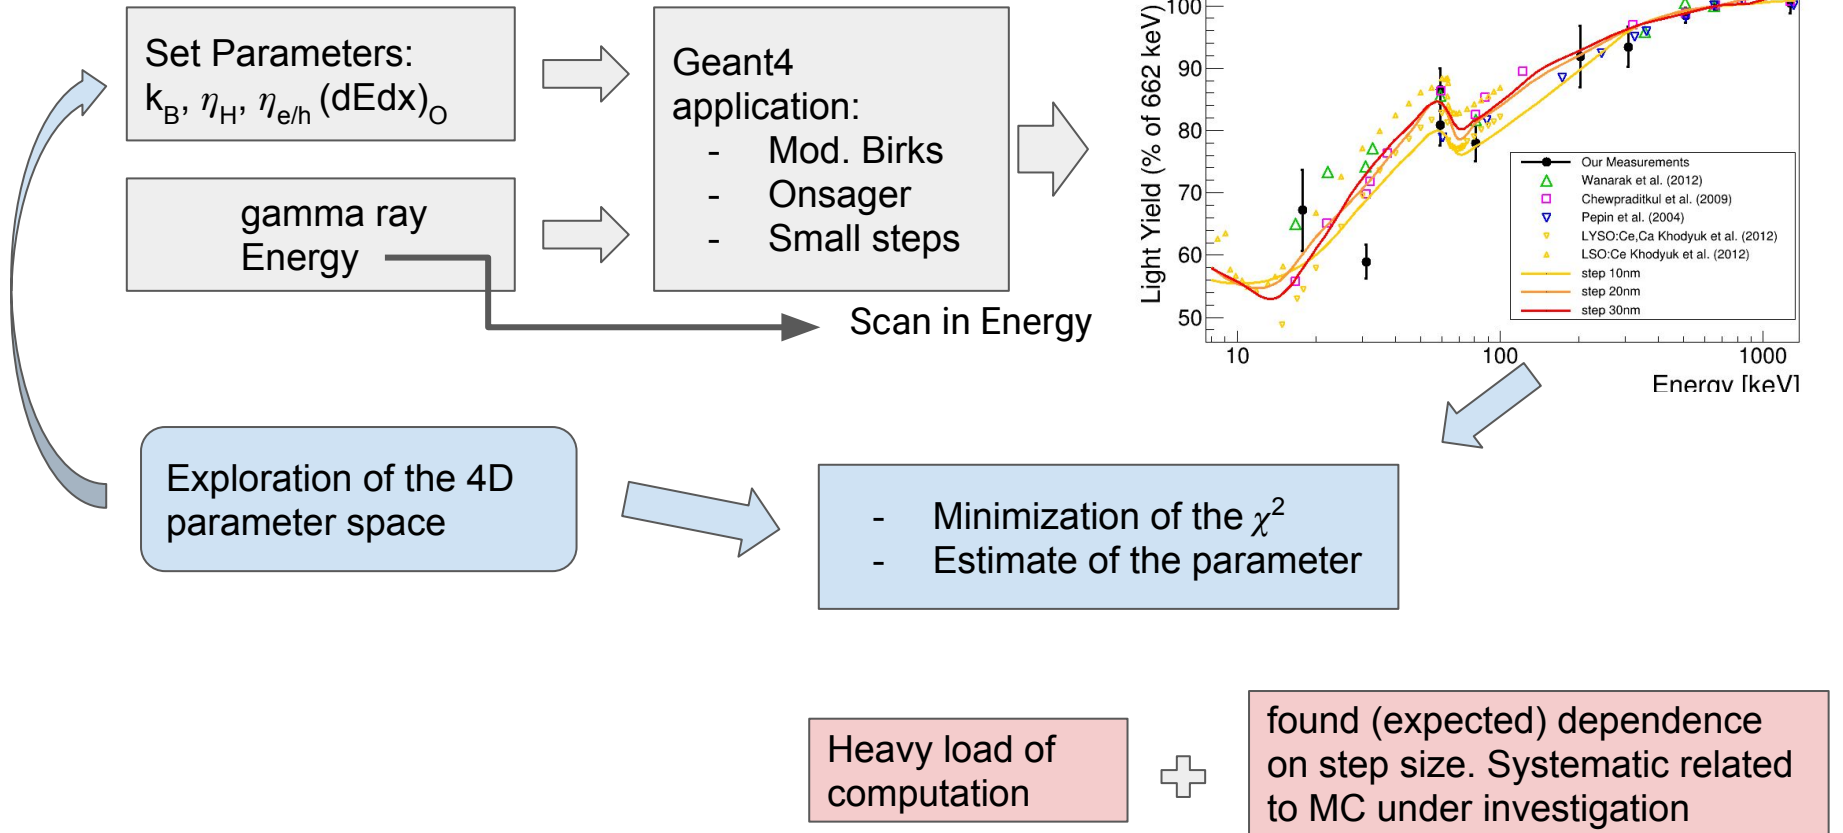 Set Parameters:
k_B, η_H, η_e/h (dEdx)_O
gamma ray
Energy
Geant4
application:
- Mod. Birks
- Onsager
- Small steps
Scan in Energy
Light Yield (% of 662 keV)
100
90
80
70
60
50
10 100 1000
Energy [keV]
Our Measurements
Wanarak et al. (2012)
Chewpraditkul et al. (2009)
Pepin et al. (2004)
LYSO:Ce,Ca Khodyuk et al. (2012)
LSO:Ce Khodyuk et al. (2012)
step 10nm
step 20nm
step 30nm
Exploration of the 4D
parameter space
- Minimization of the χ²
- Estimate of the parameter
Heavy load of
computation
found (expected) dependence
on step size. Systematic related
to MC under investigation